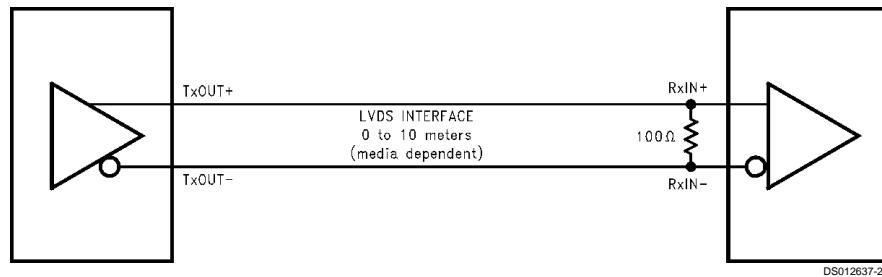 TxOUT+
RxIN+
LVDS INTERFACE
0 to 10 meters
(media dependent)
100Ω
TxOUT−
RxIN−
DS012637-2